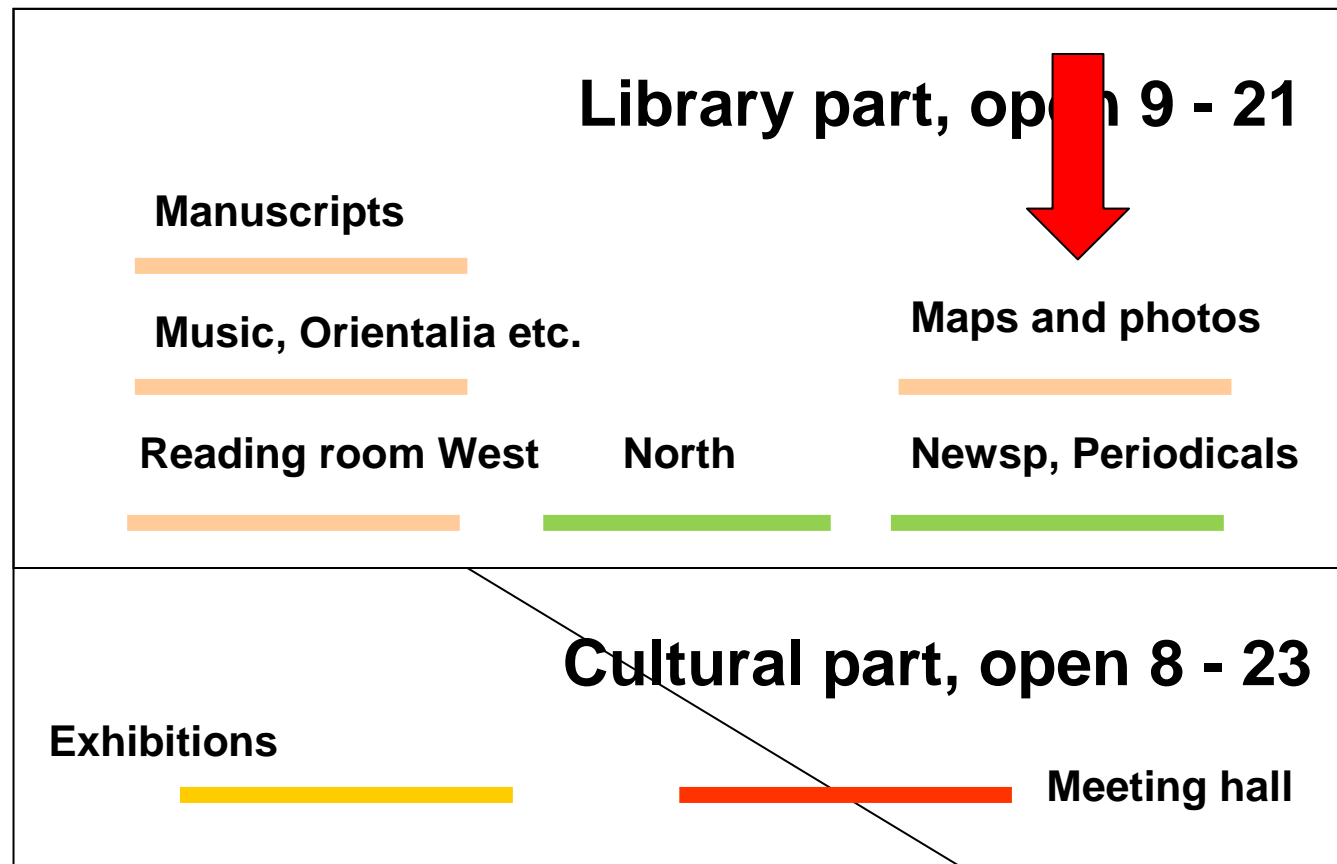 Library part, open 9 - 21
Manuscripts
Music, Orientalia etc.
Maps and photos
Reading room West
North
Newsp, Periodicals
Cultural part, open 8 - 23
Exhibitions
Meeting hall